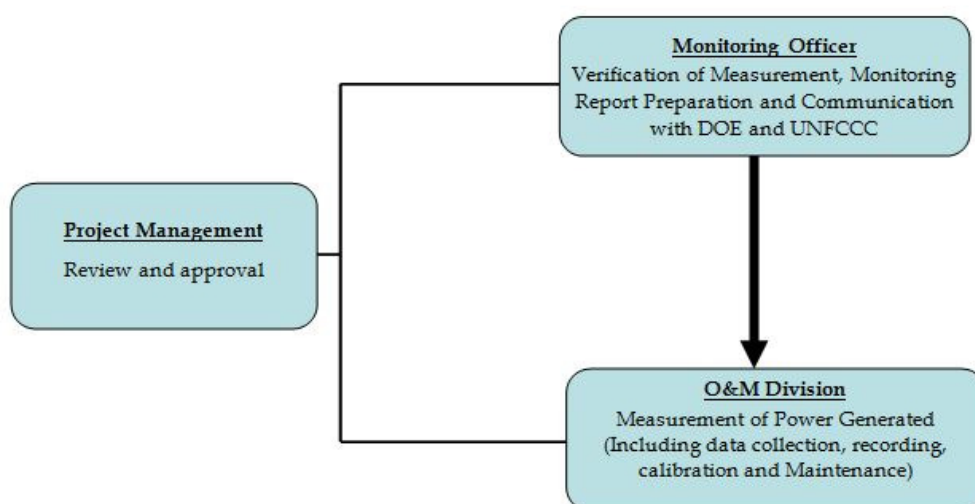 Monitoring Officer
Verification of Measurement, Monitoring
Report Preparation and Communication
with DOE and UNFCCC
Project Management
Review and approval
O&M Division
Measurement of Power Generated
(Including data collection, recording,
calibration and Maintenance)